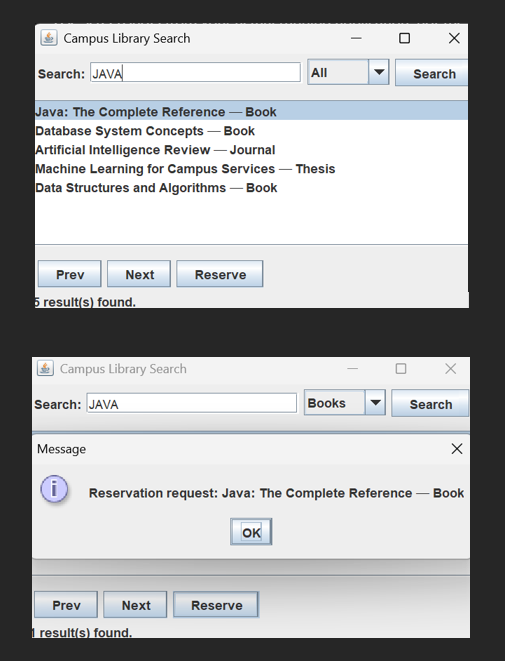 Campus Library Search
Search: JAVA All Search
Java: The Complete Reference — Book
Database System Concepts — Book
Artificial Intelligence Review — Journal
Machine Learning for Campus Services — Thesis
Data Structures and Algorithms — Book
Prev Next Reserve
5 result(s) found.
Campus Library Search
Search: JAVA Books Search
Message
Reservation request: Java: The Complete Reference — Book
OK
Prev Next Reserve
1 result(s) found.